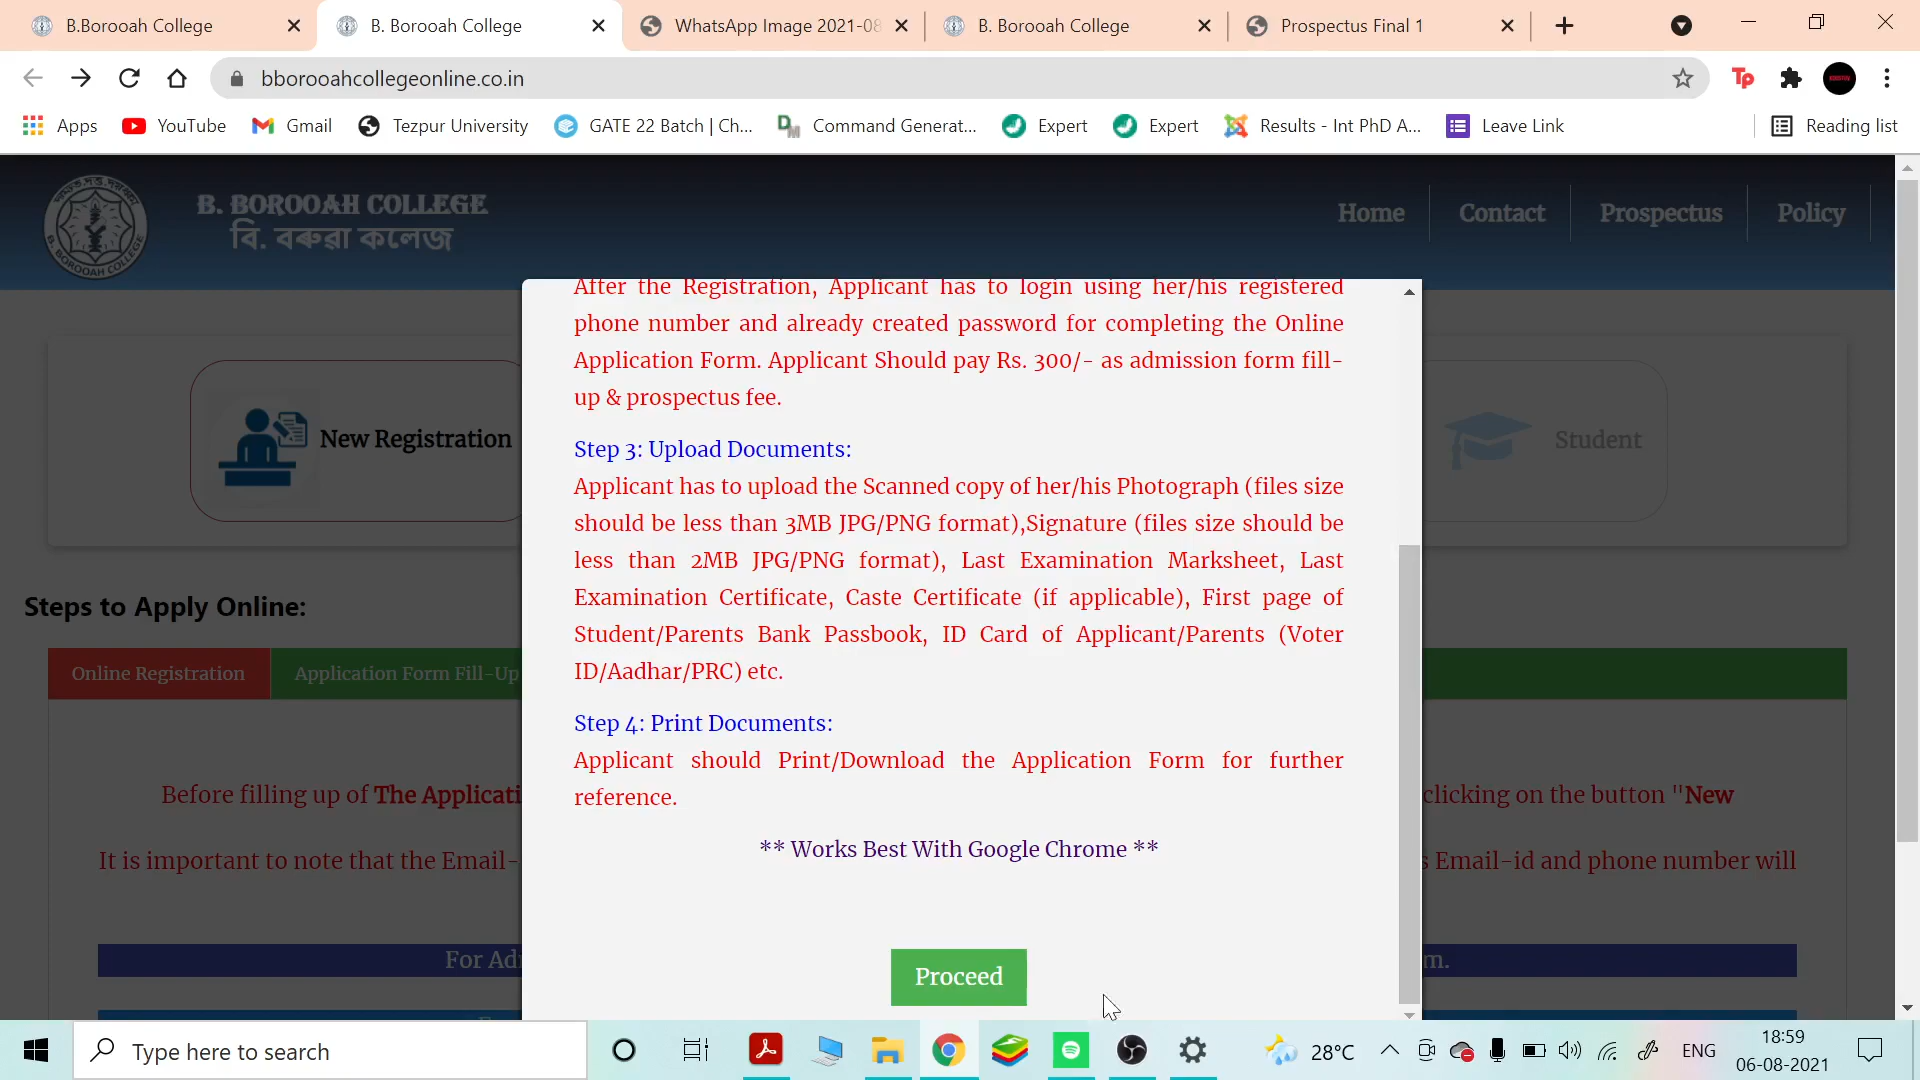 B.Borooah College
B. Borooah College
WhatsApp Image 2021-08
B. Borooah College
Prospectus Final 1
bborooahcollegeonline.co.in
Apps
YouTube
Gmail
Tezpur University
GATE 22 Batch | Ch...
Command Generat...
Expert
Expert
Results - Int PhD A...
Leave Link
Reading list
B. BOROOAH COLLEGE
বি. বৰুৱা কলেজ
Home
Contact
Prospectus
Policy
After the Registration, Applicant has to login using her/his registered
phone number and already created password for completing the Online
Application Form. Applicant Should pay Rs. 300/- as admission form fill-
up & prospectus fee.
New Registration
Student
Step 3: Upload Documents:
Applicant has to upload the Scanned copy of her/his Photograph (files size
should be less than 3MB JPG/PNG format),Signature (files size should be
less than 2MB JPG/PNG format), Last Examination Marksheet, Last
Examination Certificate, Caste Certificate (if applicable), First page of
Student/Parents Bank Passbook, ID Card of Applicant/Parents (Voter
ID/Aadhar/PRC) etc.
Steps to Apply Online:
Online Registration
Application Form Fill-Up
Step 4: Print Documents:
Applicant should Print/Download the Application Form for further
reference.
** Works Best With Google Chrome **
Proceed
Before filling up of The Applicati
clicking on the button "New
It is important to note that the Email-
Email-id and phone number will
For Ad
m.
Type here to search
28°C
ENG
18:59
06-08-2021